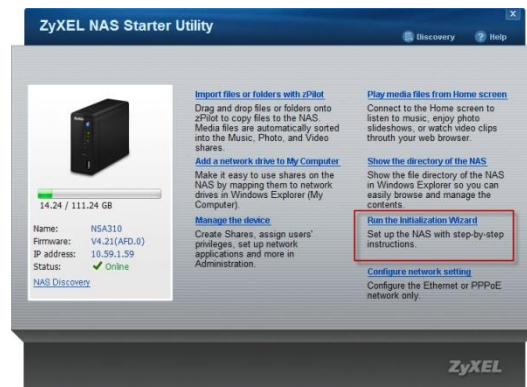 ZyXEL NAS Starter Utility
Discovery
Help
14.24 / 111.24 GB
Name: NSA310
Firmware: V4.21(AFD.0)
IP address: 10.59.1.59
Status: Online
NAS Discovery
Import files or folders with zPilot
Drag and drop files or folders onto
zPilot to copy files to the NAS.
Media files are automatically sorted
into the Music, Photo, and Video
shares.
Add a network drive to My Computer
Make it easy to use shares on the
NAS by mapping them to network
drives in Windows Explorer (My
Computer).
Manage the device
Create Shares, assign users'
privileges, set up network
applications and more in
Administration.
Play media files from Home screen
Connect to the Home screen to
listen to music, enjoy photo
slideshows, or watch video clips
throuth your web browser.
Show the directory of the NAS
Show the file directory of the NAS
in Windows Explorer so you can
easily browse and manage the
contents.
Run the Initialization Wizard
Set up the NAS with step-by-step
instructions.
Configure network setting
Configure the Ethernet or PPPoE
network only.
ZyXEL